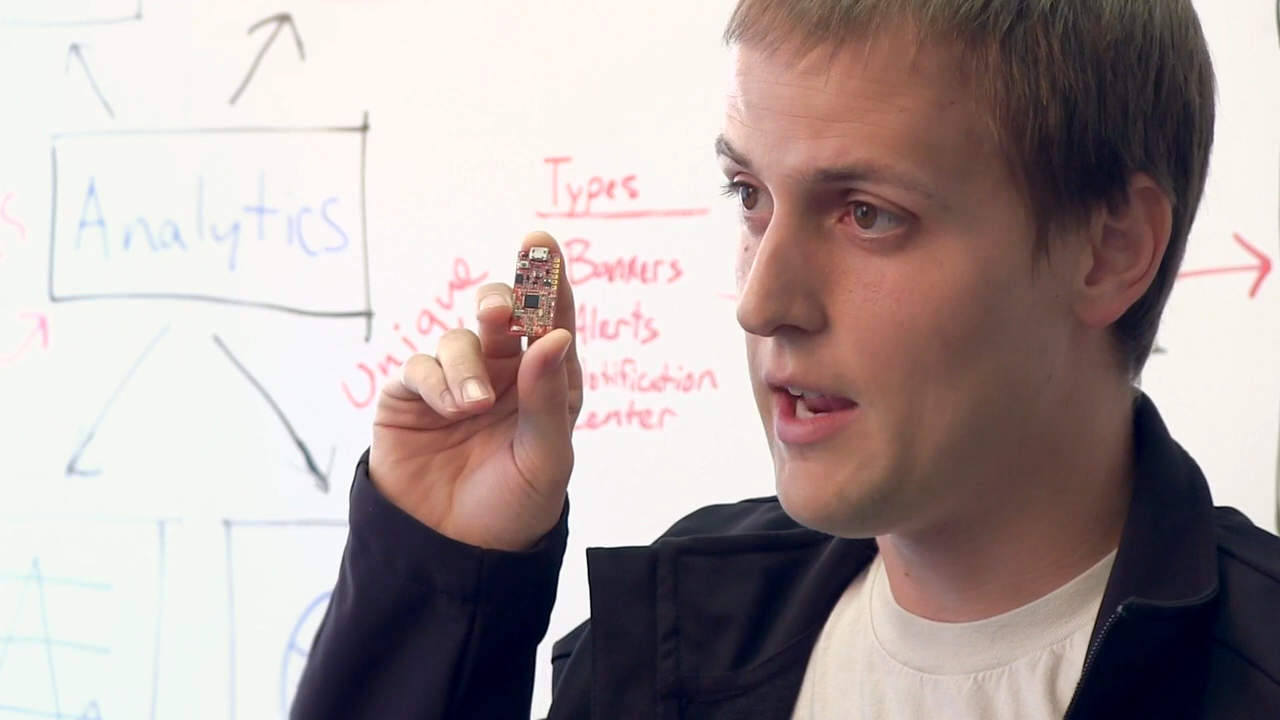 Analytics
Types
Unique
Banners
Alerts
otification
enter